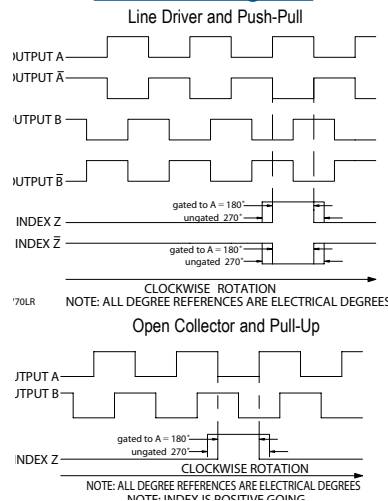 Line Driver and Push-Pull
UTPUT A
UTPUT A̅
UTPUT B
UTPUT B̅
gated to A = 180°
ungated 270°
INDEX Z
INDEX Z̅
gated to A = 180°
ungated 270°
CLOCKWISE ROTATION
'70LR NOTE: ALL DEGREE REFERENCES ARE ELECTRICAL DEGREES
Open Collector and Pull-Up
UTPUT A
UTPUT B
gated to A = 180°
ungated 270°
INDEX Z
CLOCKWISE ROTATION
NOTE: ALL DEGREE REFERENCES ARE ELECTRICAL DEGREES
NOTE: INDEX IS POSITIVE GOING